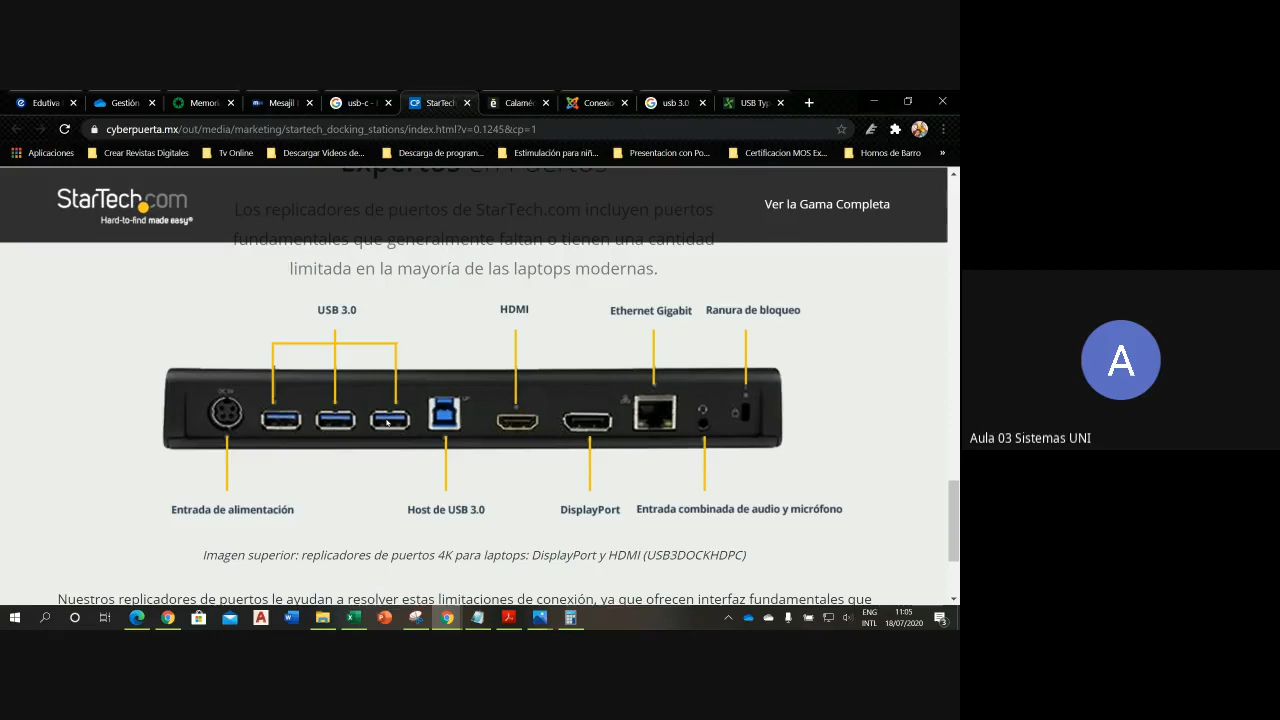 Edutiva
Gestión
Memori
Mesajil
usb-c -
StarTech
Calamé
Conexio
usb 3.0
USB Typ
cyberpuerta.mx/out/media/marketing/startech_docking_stations/index.html?v=0.1245&cp=1
Aplicaciones
Crear Revistas Digitales
Tv Online
Descargar Videos de...
Descarga de program...
Estimulación para niñ...
Presentacion con Po...
Certificacion MOS Ex...
Hornos de Barro
»
Expertos en Puertos
StarTech.com
Hard-to-find made easy®
Ver la Gama Completa
Los replicadores de puertos de StarTech.com incluyen puertos
fundamentales que generalmente faltan o tienen una cantidad
limitada en la mayoría de las laptops modernas.
USB 3.0
HDMI
Ethernet Gigabit
Ranura de bloqueo
Entrada de alimentación
Host de USB 3.0
DisplayPort
Entrada combinada de audio y micrófono
Imagen superior: replicadores de puertos 4K para laptops: DisplayPort y HDMI (USB3DOCKHDPC)
Nuestros replicadores de puertos le ayudan a resolver estas limitaciones de conexión, ya que ofrecen interfaz fundamentales que
ENG
INTL
11:05
18/07/2020
3
A
Aula 03 Sistemas UNI